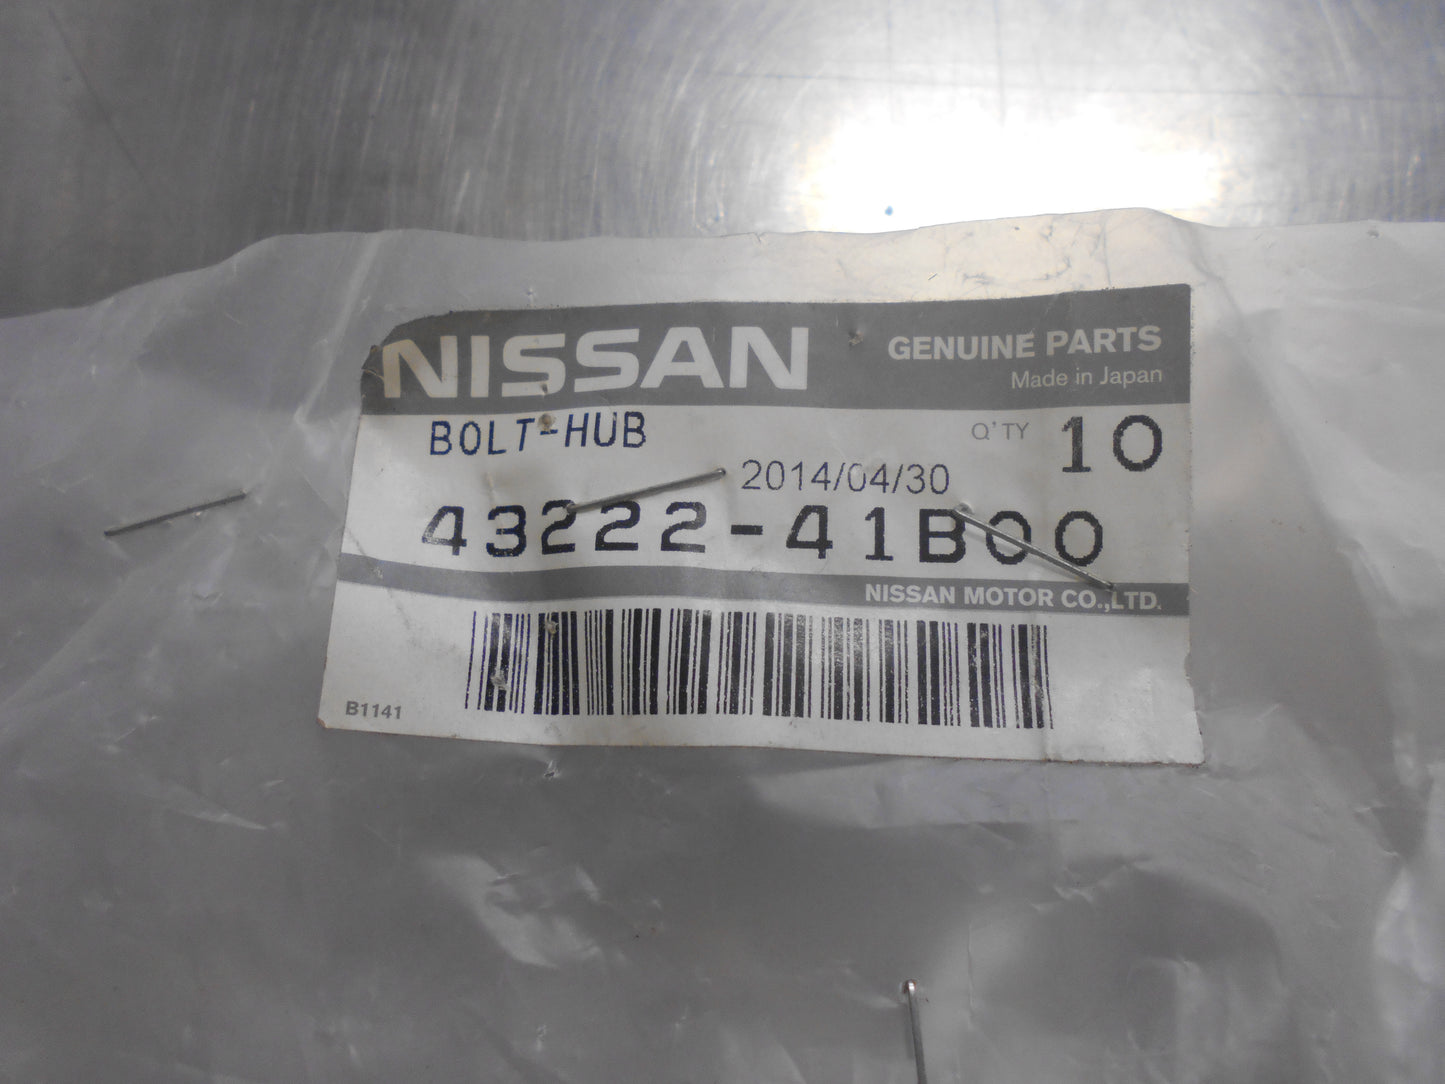 NISSAN GENUINE PARTS
Made in Japan
BOLT-HUB Q'TY 10
2014/04/30
43222-41B00
NISSAN MOTOR CO.,LTD.
B1141